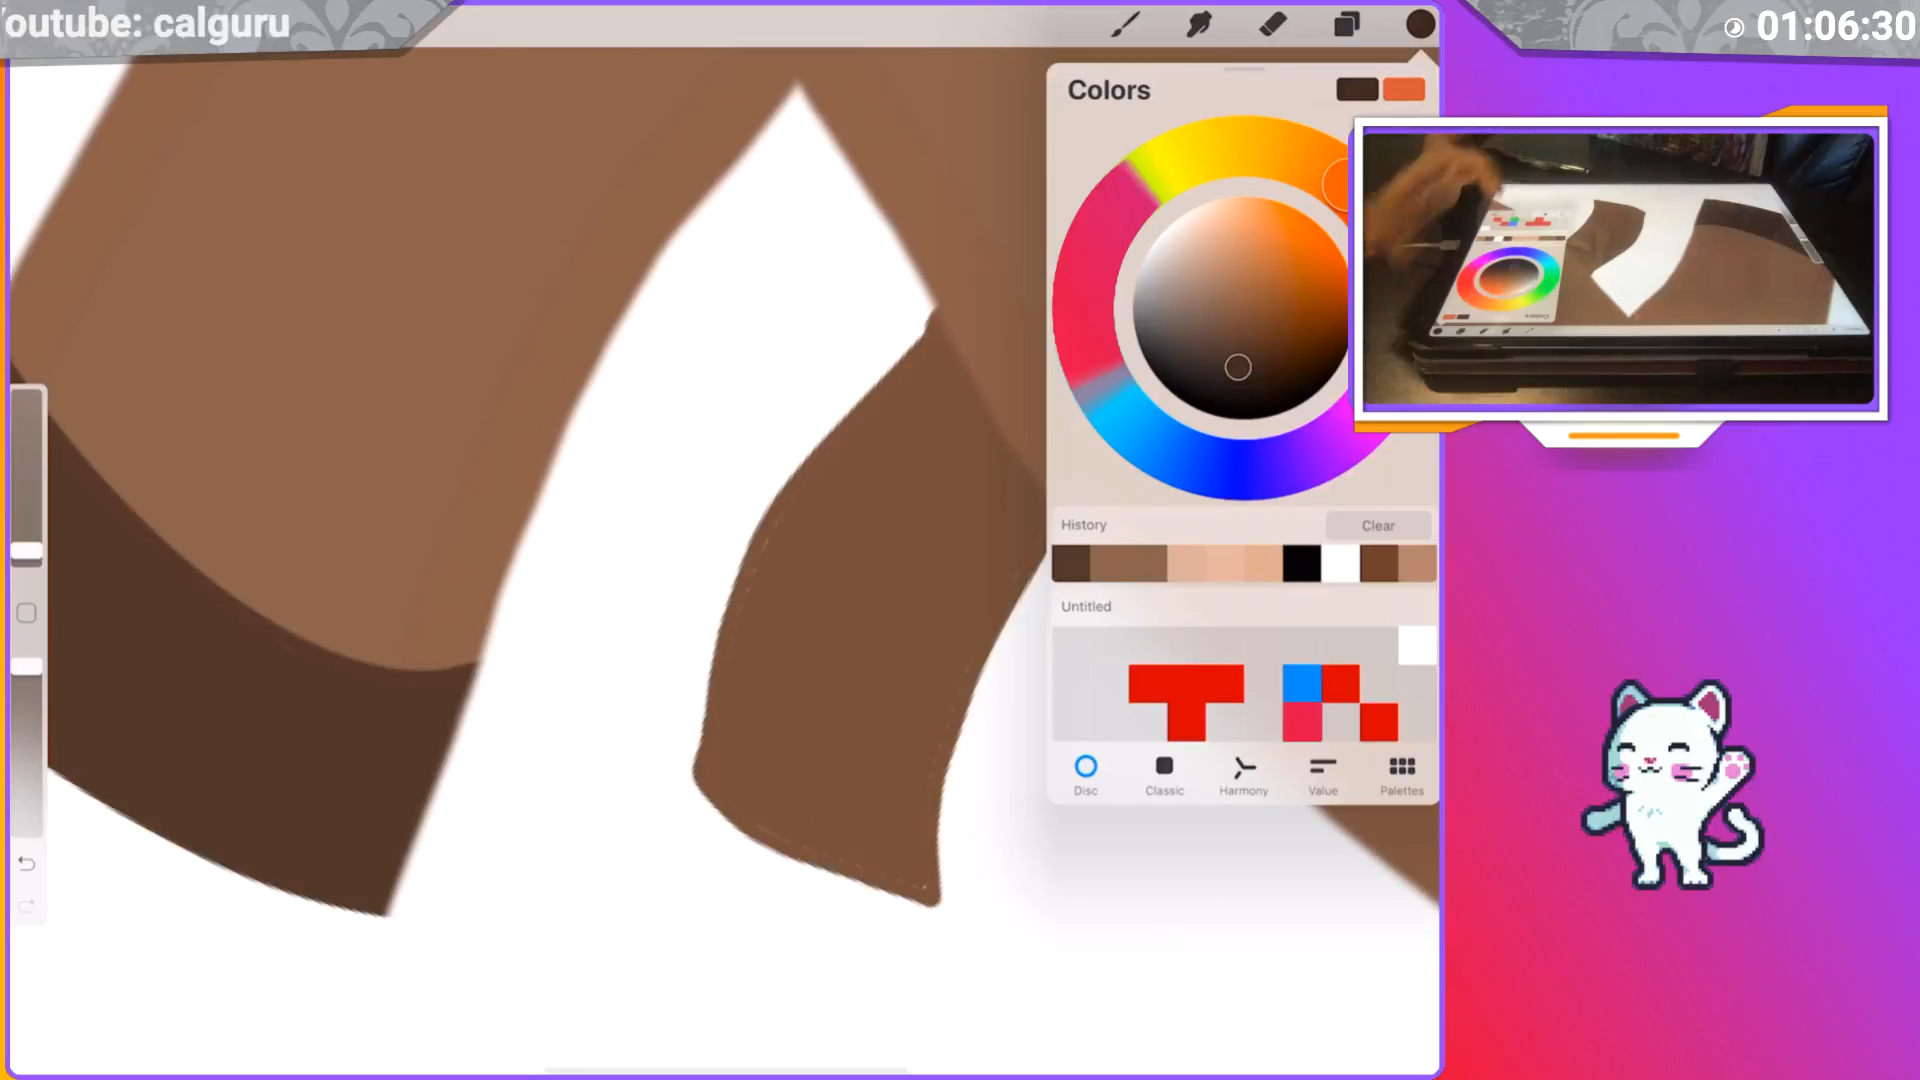 outube: calguru
01:06:30
Colors
History
Clear
Untitled
Disc
Classic
Harmony
Value
Palettes